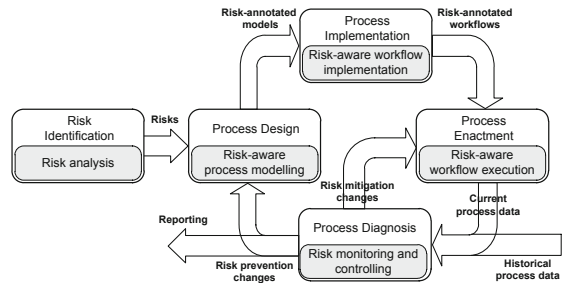 Risk-annotated
models
Process
Implementation
Risk-aware workflow
implementation
Risk-annotated
workflows
Risk
Identification
Risk analysis
Risks
Process Design
Risk-aware
process modelling
Process
Enactment
Risk-aware
workflow execution
Risk mitigation
changes
Current
process data
Reporting
Process Diagnosis
Risk monitoring and
controlling
Risk prevention
changes
Historical
process data